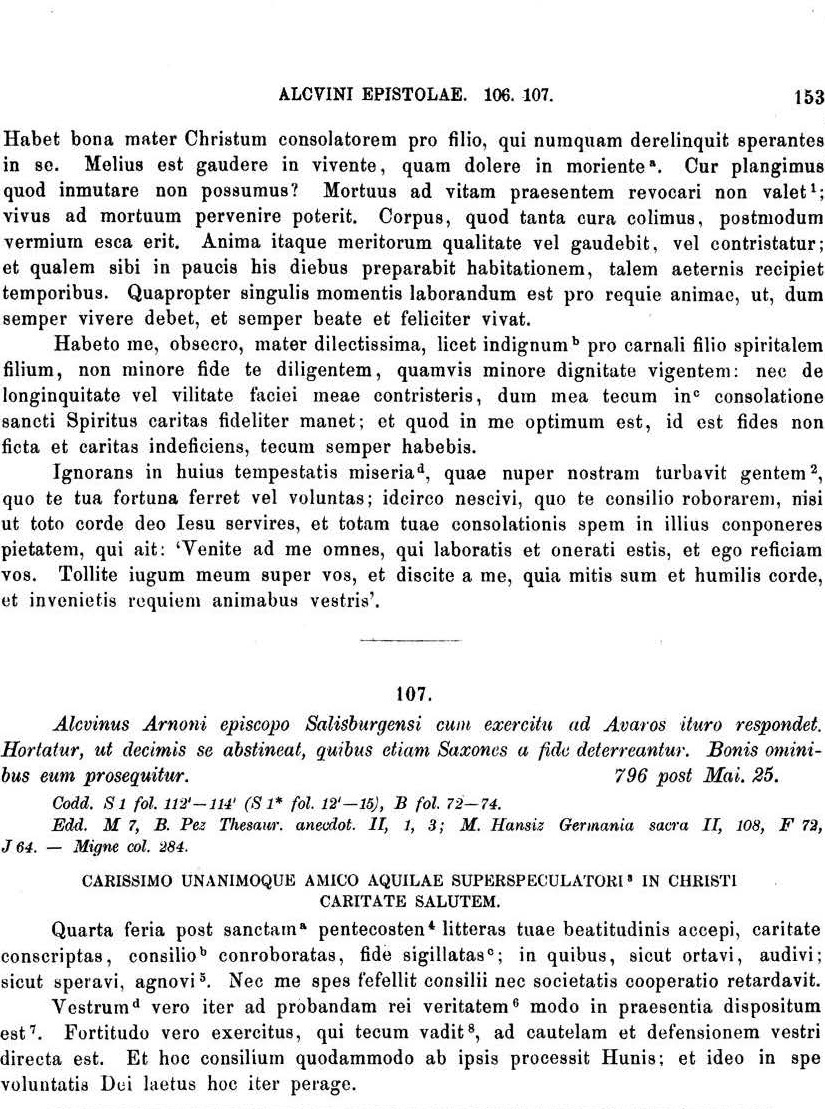 ALCVINI EPISTOLAE. 106. 107. 153
Habet bona mater Christum consolatorem pro filio, qui numquam derelinquit sperantes
in se. Melius est gaudere in vivente, quam dolere in moriente ᵃ. Cur plangimus
quod inmutare non possumus? Mortuus ad vitam praesentem revocari non valet ¹;
vivus ad mortuum pervenire poterit. Corpus, quod tanta cura colimus, postmodum
vermium esca erit. Anima itaque meritorum qualitate vel gaudebit, vel contristatur;
et qualem sibi in paucis his diebus preparabit habitationem, talem aeternis recipiet
temporibus. Quapropter singulis momentis laborandum est pro requie animae, ut, dum
semper vivere debet, et semper beate et feliciter vivat.
Habeto me, obsecro, mater dilectissima, licet indignum ᵇ pro carnali filio spiritalem
filium, non minore fide te diligentem, quamvis minore dignitate vigentem: nec de
longinquitate vel vilitate faciei meae contristeris, dum mea tecum in ᶜ consolatione
sancti Spiritus caritas fideliter manet; et quod in me optimum est, id est fides non
ficta et caritas indeficiens, tecum semper habebis.
Ignorans in huius tempestatis miseria ᵈ, quae nuper nostram turbavit gentem ²,
quo te tua fortuna ferret vel voluntas; idcirco nescivi, quo te consilio roborarem, nisi
ut toto corde deo Iesu servires, et totam tuae consolationis spem in illius conponeres
pietatem, qui ait: ‘Venite ad me omnes, qui laboratis et onerati estis, et ego reficiam
vos. Tollite iugum meum super vos, et discite a me, quia mitis sum et humilis corde,
et invenietis requiem animabus vestris’.
107.
Alcvinus Arnoni episcopo Salisburgensi cum exercitu ad Avaros ituro respondet.
Hortatur, ut decimis se abstineat, quibus etiam Saxones a fide deterreantur. Bonis omini-
bus eum prosequitur. 796 post Mai. 25.
Codd. S 1 fol. 112'—114' (S 1* fol. 12'—15), B fol. 72—74.
Edd. M 7, B. Pez Thesaur. anecdot. II, 1, 3; M. Hansiz Germania sacra II, 108, F 72,
J 64. — Migne col. 284.
CARISSIMO UNANIMOQUE AMICO AQUILAE SUPERSPECULATORI ³ IN CHRISTI
CARITATE SALUTEM.
Quarta feria post sanctam ᵃ pentecosten ⁴ litteras tuae beatitudinis accepi, caritate
conscriptas, consilio ᵇ conroboratas, fide sigillatas ᶜ; in quibus, sicut ortavi, audivi;
sicut speravi, agnovi ⁵. Nec me spes fefellit consilii nec societatis cooperatio retardavit.
Vestrum ᵈ vero iter ad probandam rei veritatem ⁶ modo in praesentia dispositum
est ⁷. Fortitudo vero exercitus, qui tecum vadit ⁸, ad cautelam et defensionem vestri
directa est. Et hoc consilium quodammodo ab ipsis processit Hunis; et ideo in spe
voluntatis Dei laetus hoc iter perage.